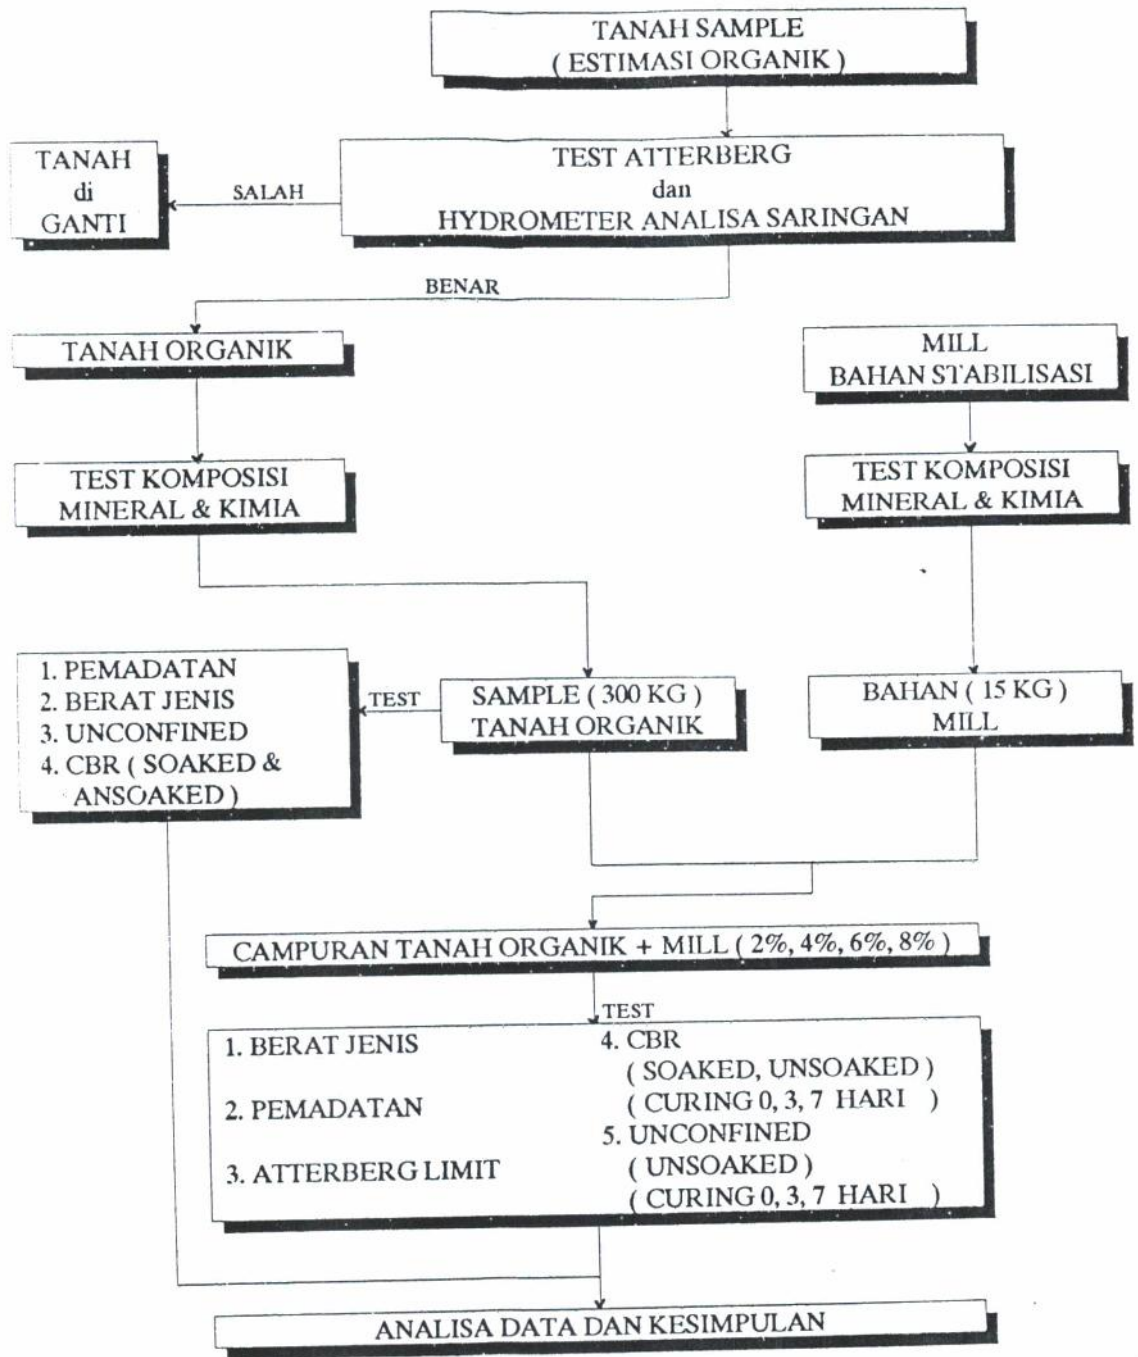 TANAH SAMPLE
( ESTIMASI ORGANIK )
TEST ATTERBERG
dan
HYDROMETER ANALISA SARINGAN
SALAH
TANAH
di
GANTI
BENAR
TANAH ORGANIK
MILL
BAHAN STABILISASI
TEST KOMPOSISI
MINERAL & KIMIA
TEST KOMPOSISI
MINERAL & KIMIA
1. PEMADATAN
2. BERAT JENIS
3. UNCONFINED
4. CBR ( SOAKED &
ANSOAKED )
TEST
SAMPLE ( 300 KG )
TANAH ORGANIK
BAHAN ( 15 KG )
MILL
CAMPURAN TANAH ORGANIK + MILL ( 2%, 4%, 6%, 8% )
TEST
1. BERAT JENIS
2. PEMADATAN
3. ATTERBERG LIMIT
4. CBR
( SOAKED, UNSOAKED )
( CURING 0, 3, 7 HARI )
5. UNCONFINED
( UNSOAKED )
( CURING 0, 3, 7 HARI )
ANALISA DATA DAN KESIMPULAN